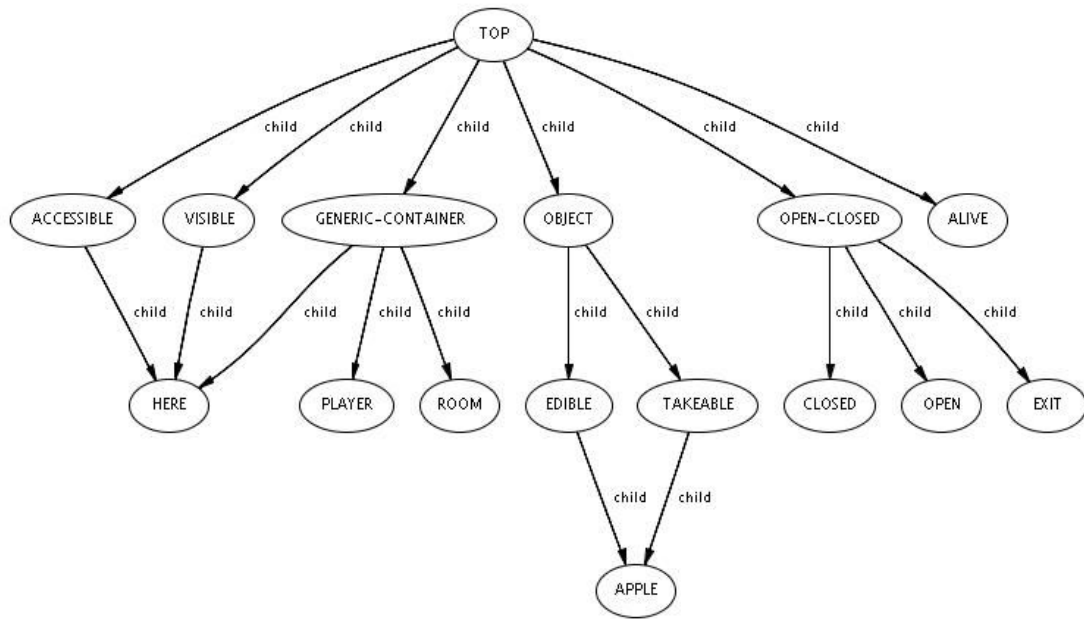 TOP
child child child child child child
ACCESSIBLE VISIBLE GENERIC-CONTAINER OBJECT OPEN-CLOSED ALIVE
child child child child child child child child child child
HERE PLAYER ROOM EDIBLE TAKEABLE CLOSED OPEN EXIT
child child
APPLE